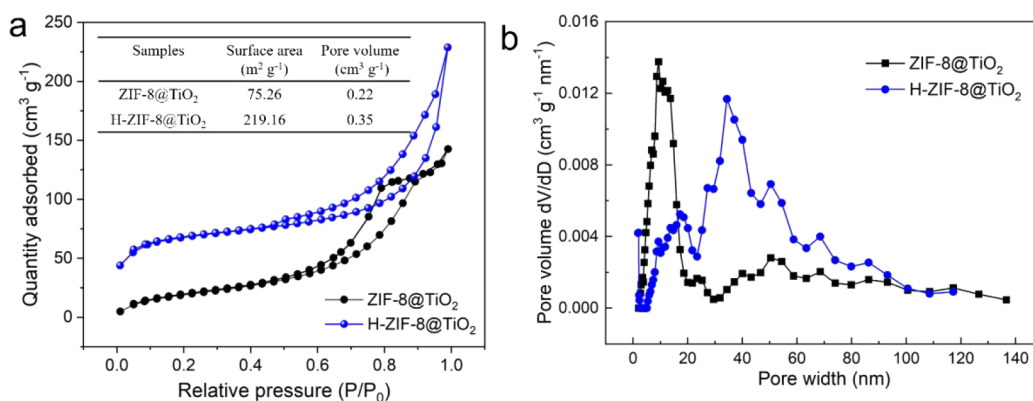 a
Quantity adsorbed (cm³ g⁻¹)
250
200
150
100
50
0
Samples Surface area (m² g⁻¹) Pore volume (cm³ g⁻¹)
ZIF-8@TiO₂ 75.26 0.22
H-ZIF-8@TiO₂ 219.16 0.35
ZIF-8@TiO₂
H-ZIF-8@TiO₂
0.0 0.2 0.4 0.6 0.8 1.0
Relative pressure (P/P₀)
b
Pore volume dV/dD (cm³ g⁻¹ nm⁻¹)
0.016
0.012
0.008
0.004
0.000
ZIF-8@TiO₂
H-ZIF-8@TiO₂
0 20 40 60 80 100 120 140
Pore width (nm)